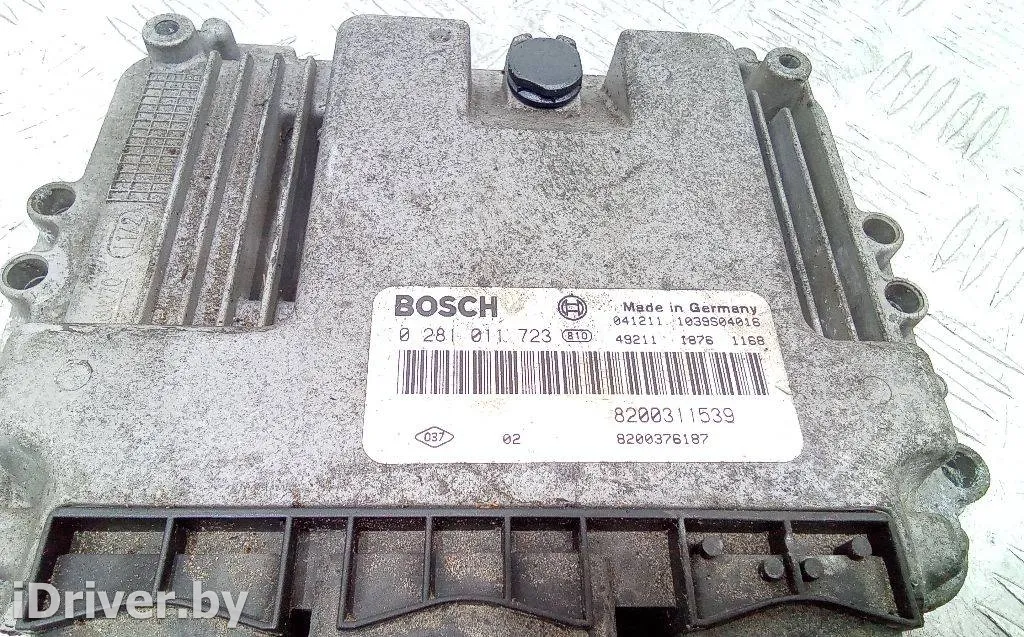 BOSCH
Made in Germany
041211 1039S04016
0 281 011 723 B10
49211 1876 1168
8200311539
037
02
8200376187
iDriver.by